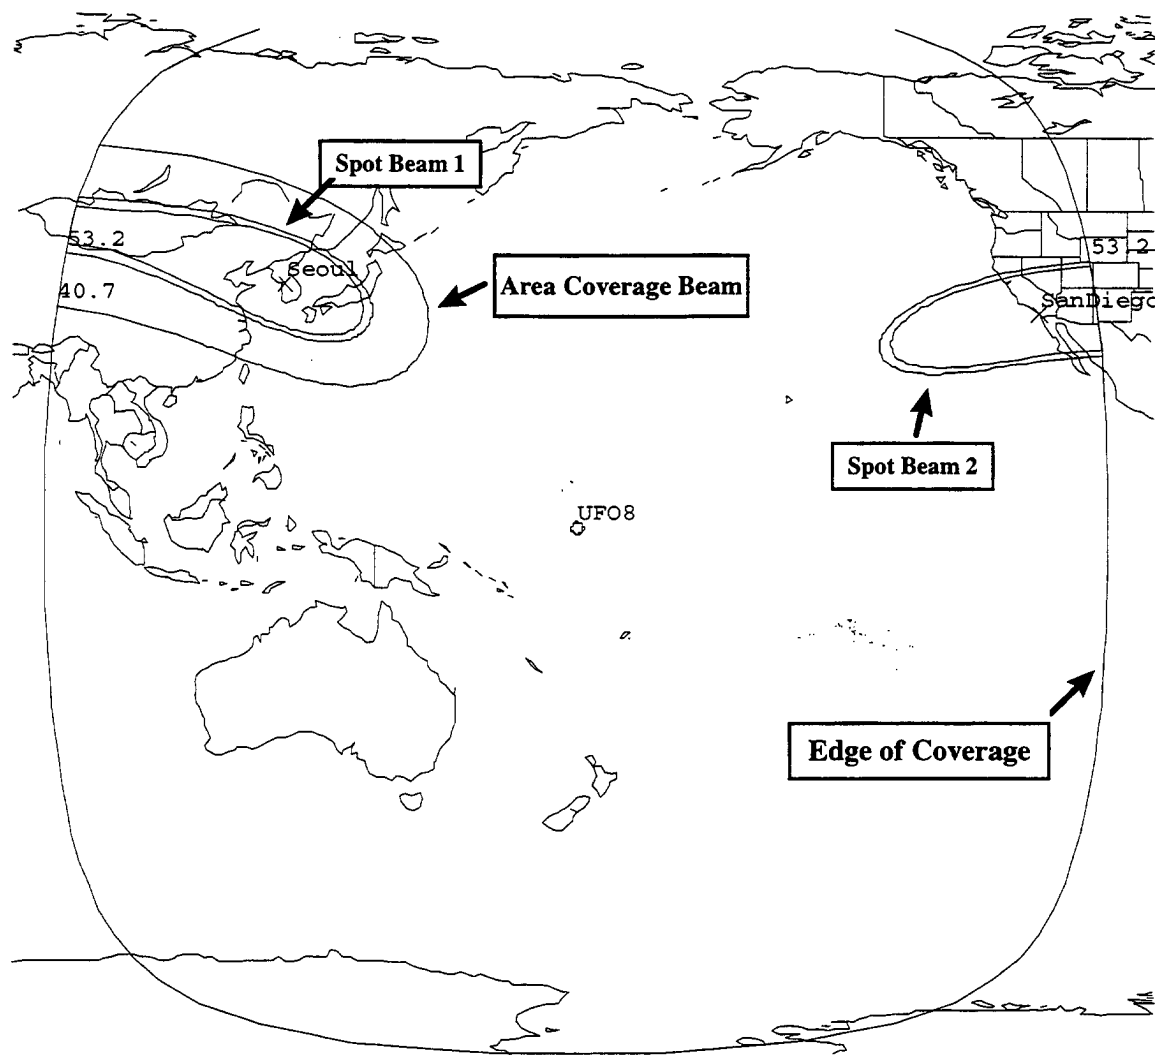 Spot Beam 1
53.2
53.2
Seoul
Area Coverage Beam
40.7
SanDiego
Spot Beam 2
UFO8
Edge of Coverage